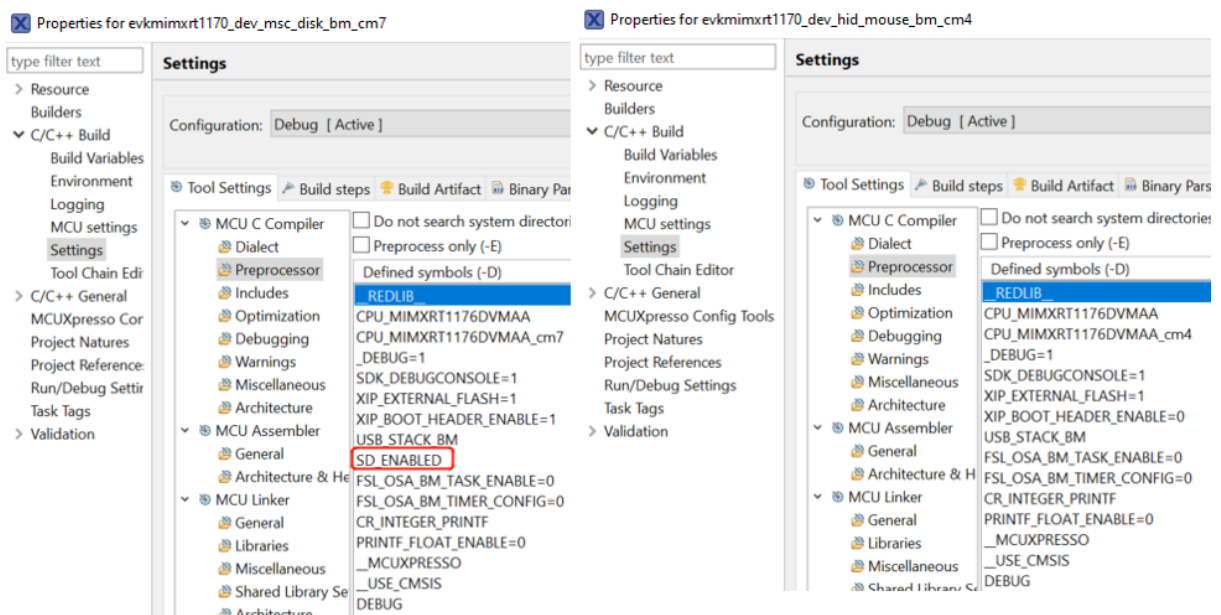 Properties for evkmimxrt1170_dev_msc_disk_bm_cm7
type filter text
Resource
Builders
C/C++ Build
Build Variables
Environment
Logging
MCU settings
Settings
Tool Chain Edi
C/C++ General
MCUXpresso Cor
Project Natures
Project Reference
Run/Debug Settir
Task Tags
Validation
Settings
Configuration: Debug [ Active ]
Tool Settings Build steps Build Artifact Binary Par
MCU C Compiler
Dialect
Preprocessor
Includes
Optimization
Debugging
Warnings
Miscellaneous
Architecture
MCU Assembler
General
Architecture & He
MCU Linker
General
Libraries
Miscellaneous
Shared Library Se
Architecture
Do not search system directori
Preprocess only (-E)
Defined symbols (-D)
__REDLIB__
CPU_MIMXRT1176DVMAA
CPU_MIMXRT1176DVMAA_cm7
_DEBUG=1
SDK_DEBUGCONSOLE=1
XIP_EXTERNAL_FLASH=1
XIP_BOOT_HEADER_ENABLE=1
USB_STACK_BM
SD_ENABLED
FSL_OSA_BM_TASK_ENABLE=0
FSL_OSA_BM_TIMER_CONFIG=0
CR_INTEGER_PRINTF
PRINTF_FLOAT_ENABLE=0
__MCUXPRESSO
__USE_CMSIS
DEBUG
Properties for evkmimxrt1170_dev_hid_mouse_bm_cm4
type filter text
Resource
Builders
C/C++ Build
Build Variables
Environment
Logging
MCU settings
Settings
Tool Chain Editor
C/C++ General
MCUXpresso Config Tools
Project Natures
Project References
Run/Debug Settings
Task Tags
Validation
Settings
Configuration: Debug [ Active ]
Tool Settings Build steps Build Artifact Binary Pars
MCU C Compiler
Dialect
Preprocessor
Includes
Optimization
Debugging
Warnings
Miscellaneous
Architecture
MCU Assembler
General
Architecture & H
MCU Linker
General
Libraries
Miscellaneous
Shared Library Se
Do not search system directories
Preprocess only (-E)
Defined symbols (-D)
__REDLIB__
CPU_MIMXRT1176DVMAA
CPU_MIMXRT1176DVMAA_cm4
_DEBUG=1
SDK_DEBUGCONSOLE=1
XIP_EXTERNAL_FLASH=1
XIP_BOOT_HEADER_ENABLE=0
USB_STACK_BM
FSL_OSA_BM_TASK_ENABLE=0
FSL_OSA_BM_TIMER_CONFIG=0
CR_INTEGER_PRINTF
PRINTF_FLOAT_ENABLE=0
__MCUXPRESSO
__USE_CMSIS
DEBUG